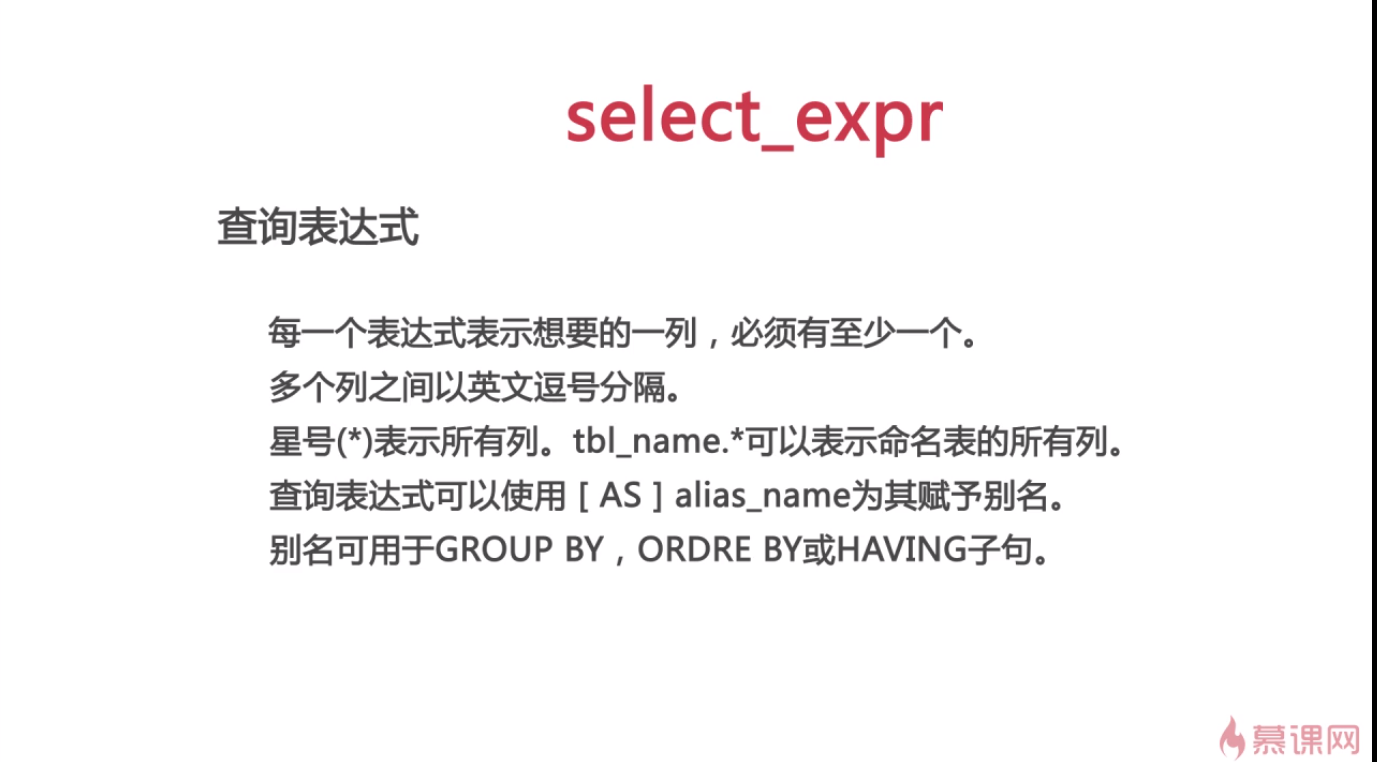 select_expr
查询表达式
每一个表达式表示想要的一列，必须有至少一个。
多个列之间以英文逗号分隔。
星号(*)表示所有列。tbl_name.*可以表示命名表的所有列。
查询表达式可以使用 [ AS ] alias_name为其赋予别名。
别名可用于GROUP BY，ORDRE BY或HAVING子句。
慕课网